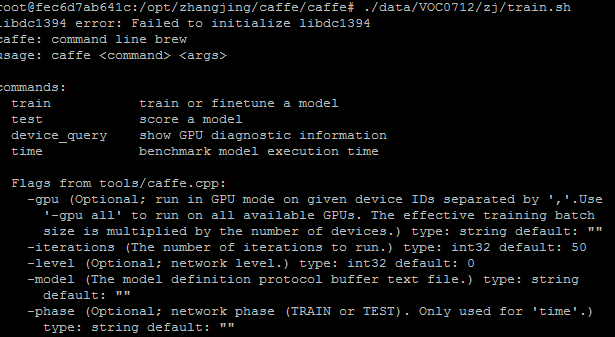 root@fec6d7ab641c:/opt/zhangjing/caffe/caffe# ./data/VOC0712/zj/train.sh
libdc1394 error: Failed to initialize libdc1394
caffe: command line brew
usage: caffe <command> <args>
commands:
train train or finetune a model
test score a model
device_query show GPU diagnostic information
time benchmark model execution time
Flags from tools/caffe.cpp:
-gpu (Optional; run in GPU mode on given device IDs separated by ','.Use
'-gpu all' to run on all available GPUs. The effective training batch
size is multiplied by the number of devices.) type: string default: ""
-iterations (The number of iterations to run.) type: int32 default: 50
-level (Optional; network level.) type: int32 default: 0
-model (The model definition protocol buffer text file.) type: string
default: ""
-phase (Optional; network phase (TRAIN or TEST). Only used for 'time'.)
type: string default: ""